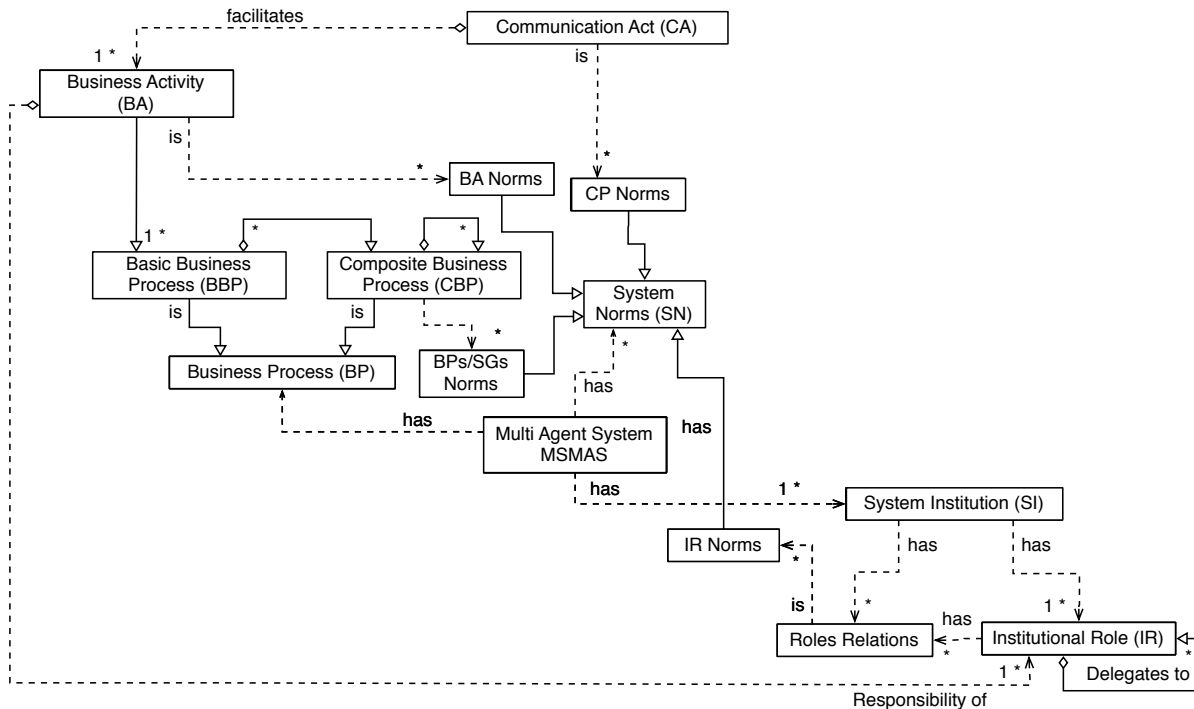 facilitates
Communication Act (CA)
is
1 *
Business Activity
(BA)
is
*
*
BA Norms
CP Norms
1 *
*
*
Basic Business
Process (BBP)
Composite Business
Process (CBP)
System
Norms (SN)
is
is
*
*
Business Process (BP)
BPs/SGs
Norms
has
has
has
Multi Agent System
MSMAS
has
1 *
System Institution (SI)
IR Norms
has
has
*
is
*
1 *
has
Roles Relations
Institutional Role (IR)
*
*
1 *
Delegates to
Responsibility of